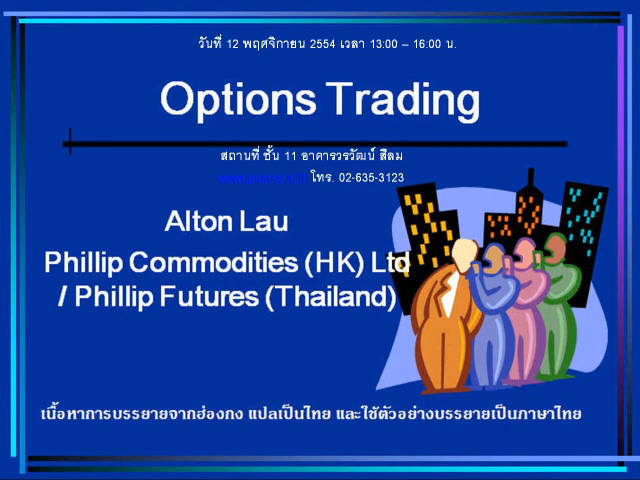 วันที่ 12 พฤศจิกายน 2554 เวลา 13:00 – 16:00 น.
Options Trading
สถานที่ ชั้น 11 อาคารวรวัฒน์ สีลม
โทร. 02-635-3123
Alton Lau
Phillip Commodities (HK) Ltd
/ Phillip Futures (Thailand)
เนื้อหาการบรรยายจากฮ่องกง แปลเป็นไทย และใช้ตัวอย่างบรรยายเป็นภาษาไทย